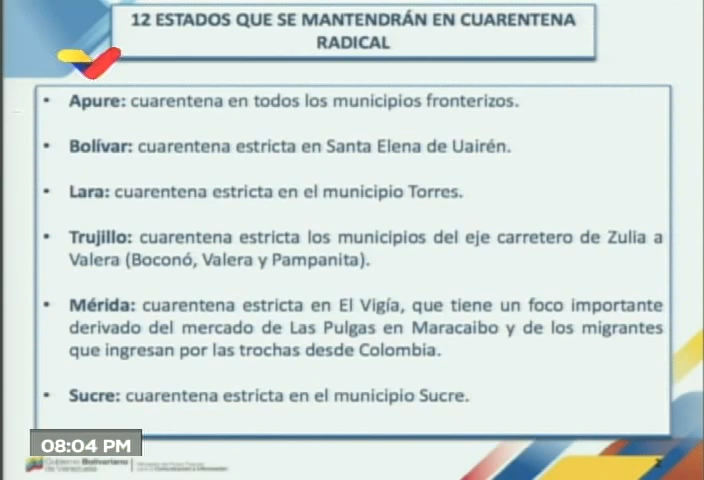 12 ESTADOS QUE SE MANTENDRÁN EN CUARENTENA
RADICAL
• Apure: cuarentena en todos los municipios fronterizos.
• Bolívar: cuarentena estricta en Santa Elena de Uairén.
• Lara: cuarentena estricta en el municipio Torres.
• Trujillo: cuarentena estricta los municipios del eje carretero de Zulia a
Valera (Boconó, Valera y Pampanita).
• Mérida: cuarentena estricta en El Vigía, que tiene un foco importante
derivado del mercado de Las Pulgas en Maracaibo y de los migrantes
que ingresan por las trochas desde Colombia.
• Sucre: cuarentena estricta en el municipio Sucre.
08:04 PM
Gobierno Bolivariano
de Venezuela